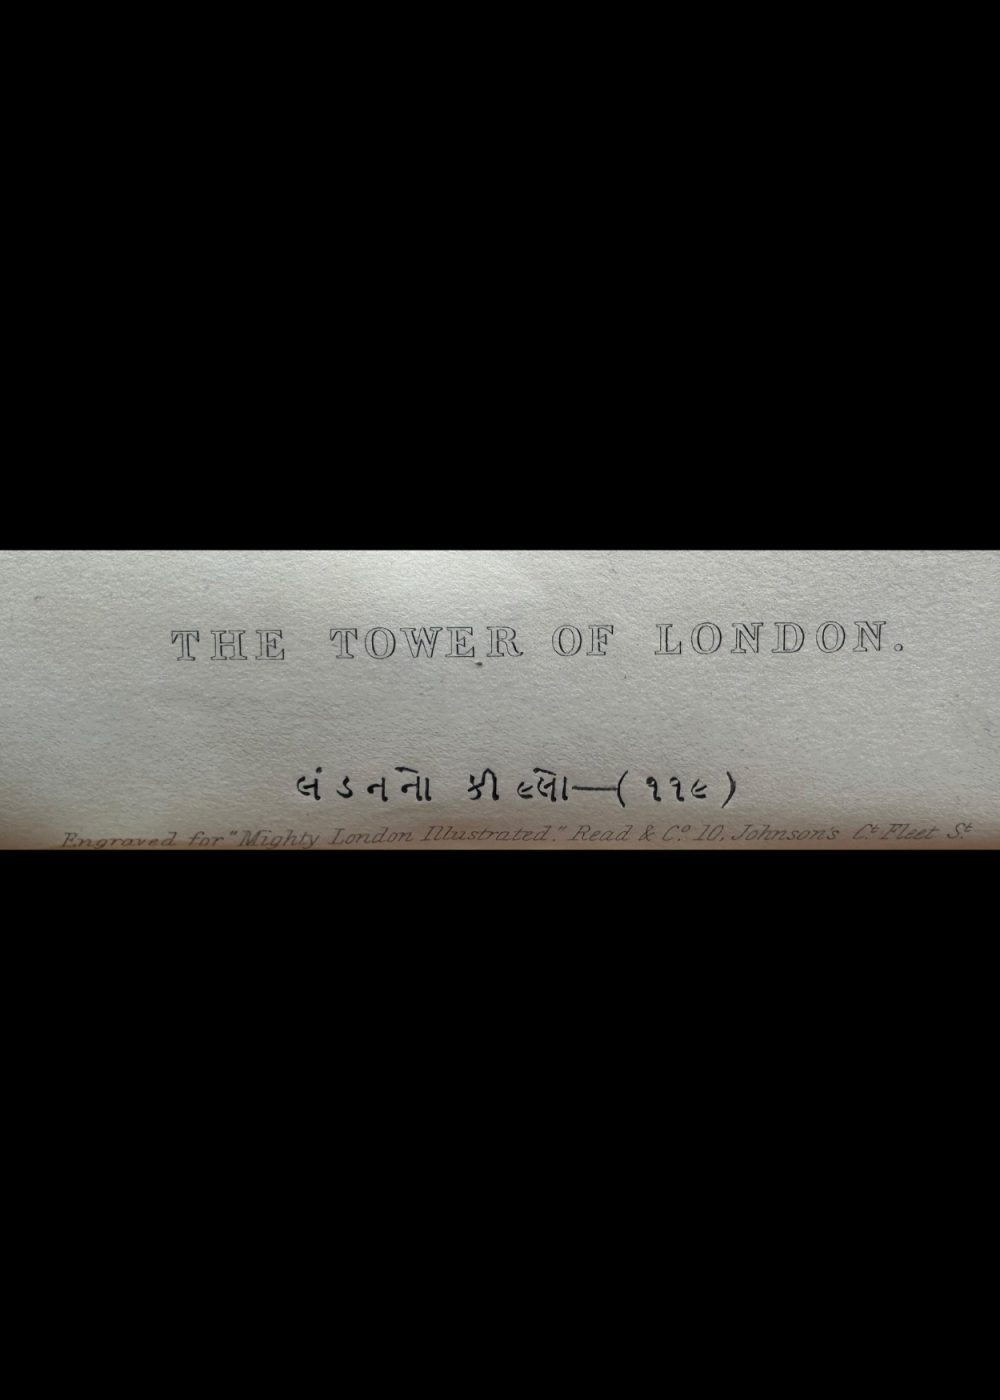 THE TOWER OF LONDON.
લંડનનો કીલ્લો—(૧૧૯)
Engraved for "Mighty London Illustrated." Read & Co. 10, Johnson's Ct. Fleet St.